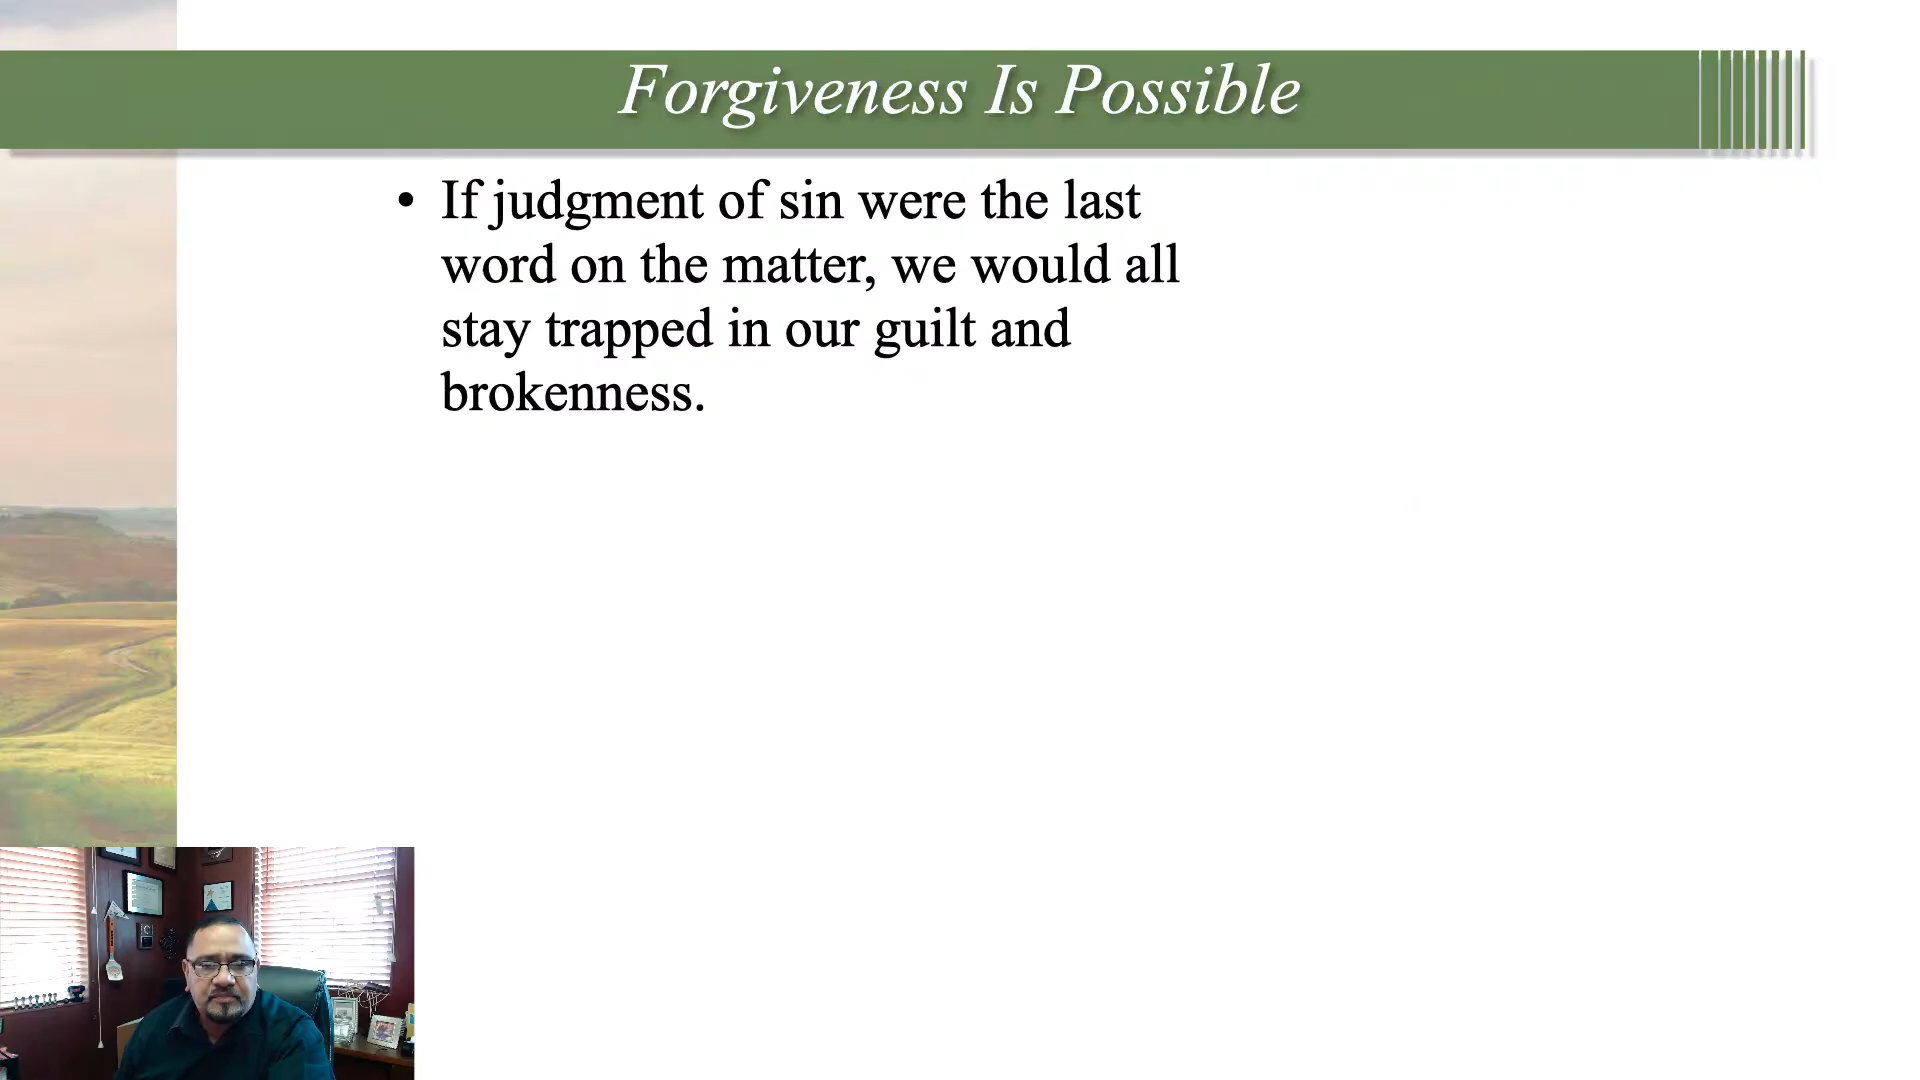 Forgiveness Is Possible
• If judgment of sin were the last
word on the matter, we would all
stay trapped in our guilt and
brokenness.